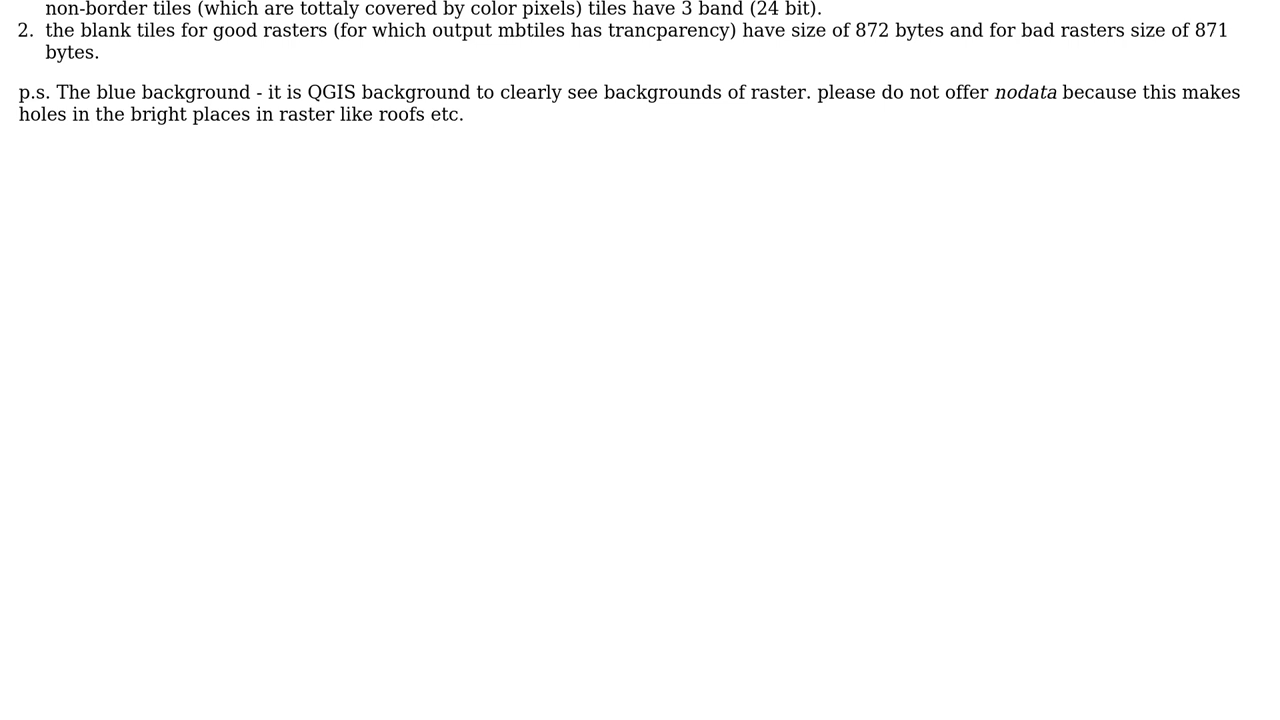 non-border tiles (which are tottaly covered by color pixels) tiles have 3 band (24 bit).
2. the blank tiles for good rasters (for which output mbtiles has trancparency) have size of 872 bytes and for bad rasters size of 871
bytes.
p.s. The blue background - it is QGIS background to clearly see backgrounds of raster. please do not offer nodata because this makes
holes in the bright places in raster like roofs etc.